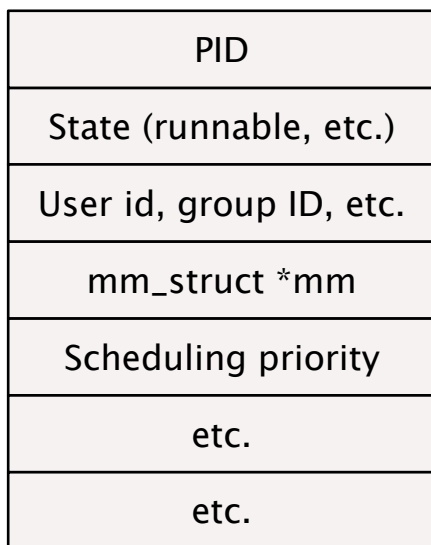 PID
State (runnable, etc.)
User id, group ID, etc.
mm_struct *mm
Scheduling priority
etc.
etc.